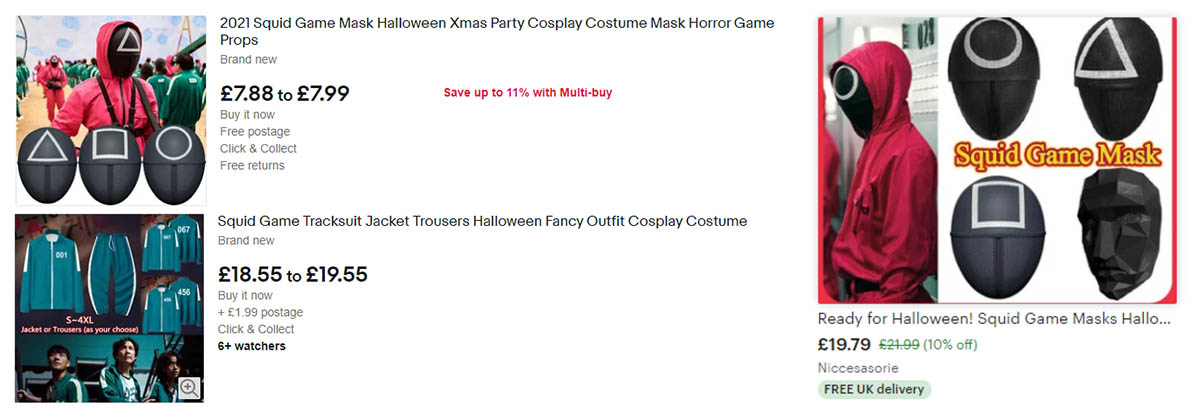 2021 Squid Game Mask Halloween Xmas Party Cosplay Costume Mask Horror Game
Props
Brand new
£7.88 to £7.99
Save up to 11% with Multi-buy
Buy it now
Free postage
Click & Collect
Free returns
001
067
067
456
456
S~4XL
Jacket or Trousers (as your choose)
Squid Game Tracksuit Jacket Trousers Halloween Fancy Outfit Cosplay Costume
Brand new
£18.55 to £19.55
Buy it now
+ £1.99 postage
Click & Collect
6+ watchers
028
Squid Game Mask
Ready for Halloween! Squid Game Masks Hallo...
£19.79 £21.99 (10% off)
Niccesasorie
FREE UK delivery